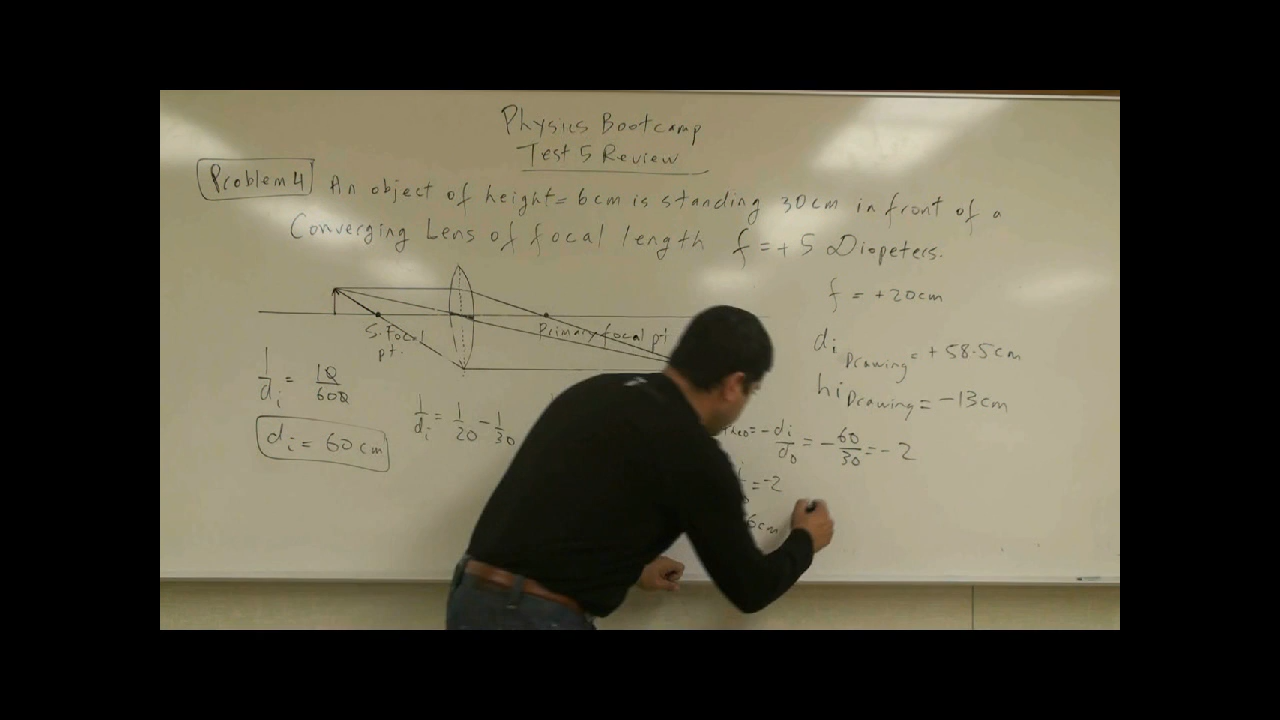 Physics Bootcamp
Test 5 Review
Problem 4 An object of height = 6cm is standing 30cm in front of a
Converging Lens of focal length f = +5 Diopeters.
f = +20cm
S. Focal pt.
Primary focal pt
di Drawing = +58.5cm
hi Drawing = -13cm
1/di = 10/600
1/di = 1/20 - 1/30
di = 60cm
= -di/do = -60/30 = -2
= -2
6cm